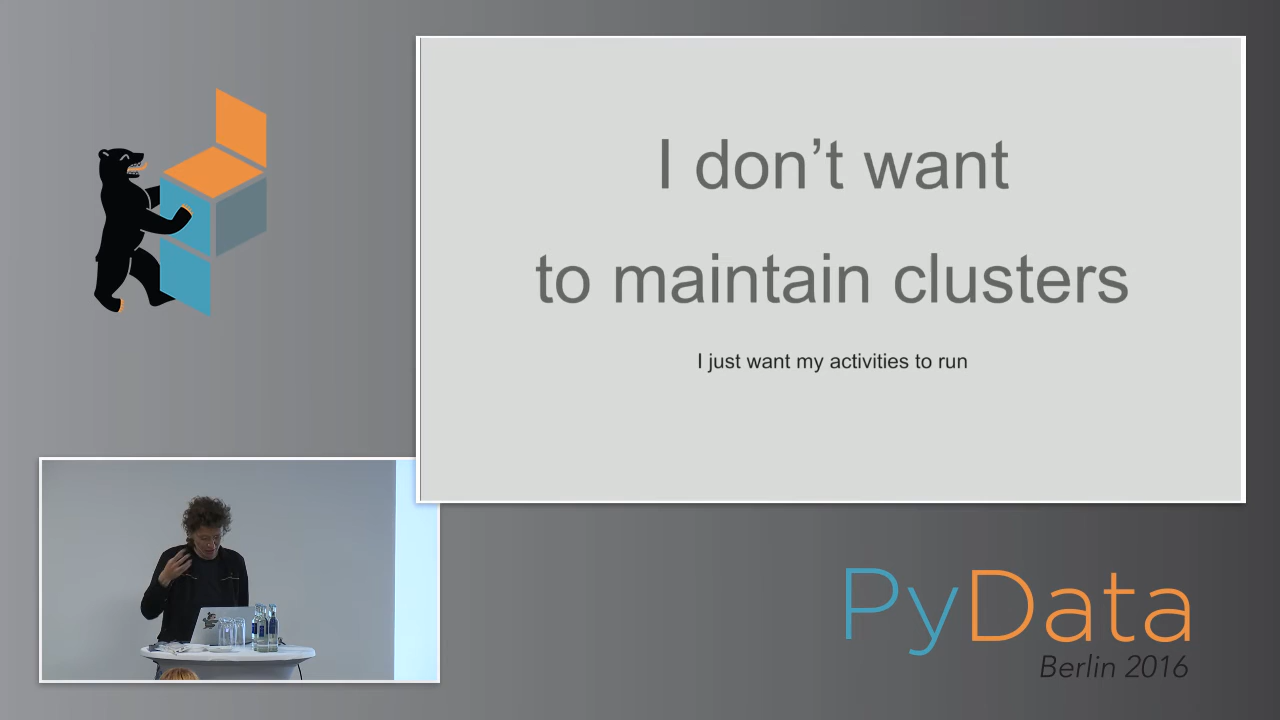 I don’t want
to maintain clusters
I just want my activities to run
PyData
Berlin 2016